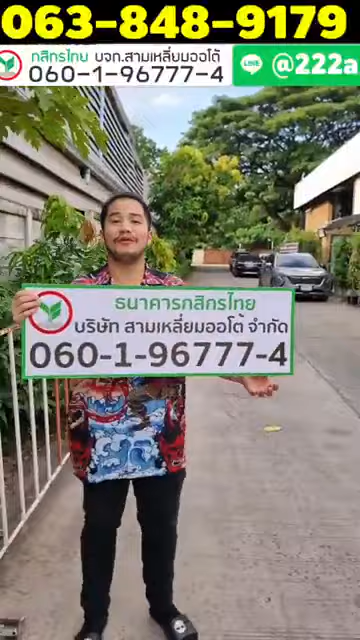 063-848-9179
กสิกรไทย บจก.สามเหลี่ยมออโต้
060-1-96777-4
LINE @222a
ธนาคารกสิกรไทย
บริษัท สามเหลี่ยมออโต้ จำกัด
060-1-96777-4